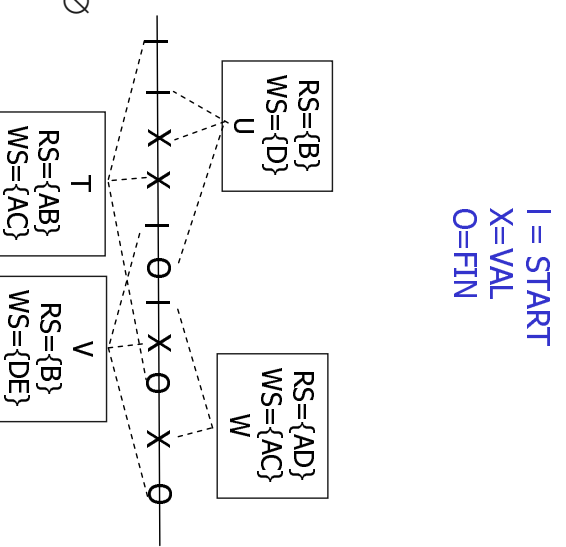 I = START
X=VAL
O=FIN
RS={B}
WS={D}
U
RS={AD}
WS={AC}
W
I I X X I O I X O X O
T
RS={AB}
WS={AC}
V
RS={B}
WS={DE}